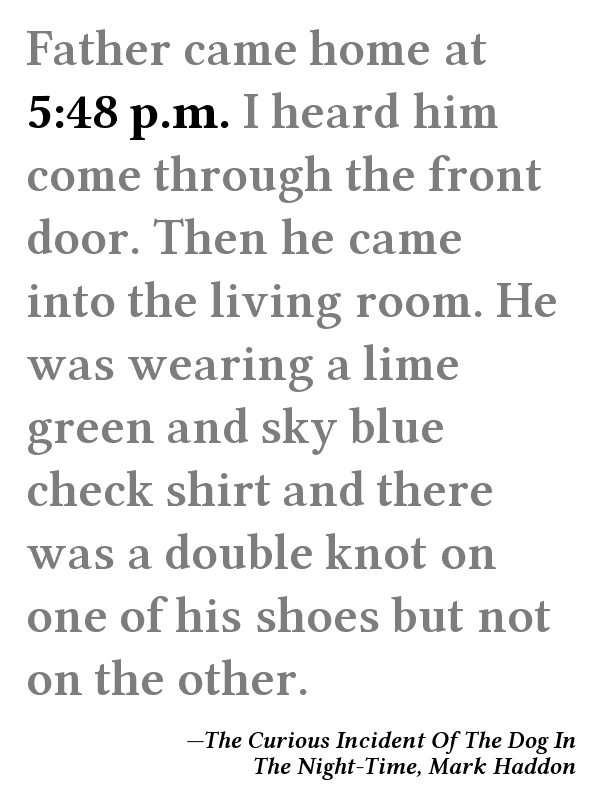 Father came home at
5:48 p.m. I heard him
come through the front
door. Then he came
into the living room. He
was wearing a lime
green and sky blue
check shirt and there
was a double knot on
one of his shoes but not
on the other.
—The Curious Incident Of The Dog In
The Night-Time, Mark Haddon